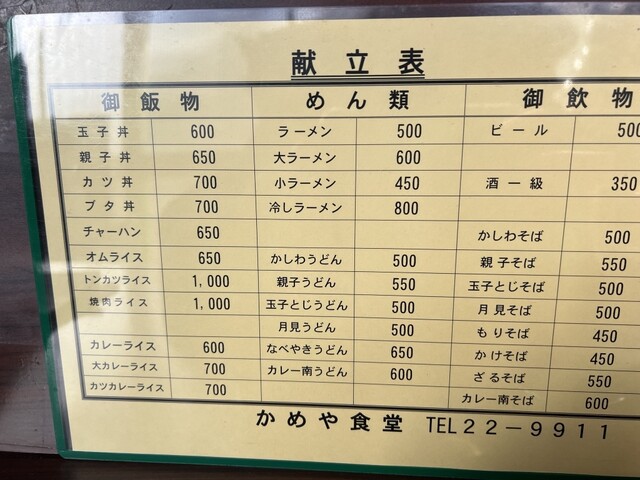 献立表
御飯物 めん類 御飲物
玉子丼 600 ラーメン 500 ビール 500
親子丼 650 大ラーメン 600
カツ丼 700 小ラーメン 450 酒一級 350
ブタ丼 700 冷しラーメン 800
チャーハン 650 かしわそば 500
オムライス 650 かしわうどん 500 親子そば 550
トンカツライス 1,000 親子うどん 550 玉子とじそば 500
焼肉ライス 1,000 玉子とじうどん 500 月見そば 500
月見うどん 500 もりそば 450
カレーライス 600 なべやきうどん 650 かけそば 450
大カレーライス 700 カレー南うどん 600 ざるそば 550
カツカレーライス 700 カレー南そば 600
かめや食堂 TEL22-9911